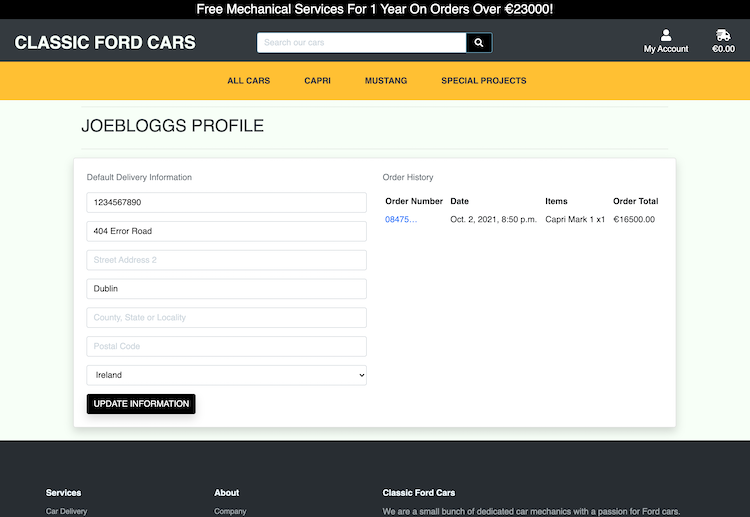 Free Mechanical Services For 1 Year On Orders Over €23000!
CLASSIC FORD CARS
Search our cars
My Account
€0.00
ALL CARS CAPRI MUSTANG SPECIAL PROJECTS
JOEBLOGGS PROFILE
Default Delivery Information
1234567890
404 Error Road
Street Address 2
Dublin
County, State or Locality
Postal Code
Ireland
UPDATE INFORMATION
Order History
Order Number Date Items Order Total
08475... Oct. 2, 2021, 8:50 p.m. Capri Mark 1 x1 €16500.00
Services
Car Delivery
About
Company
Classic Ford Cars
We are a small bunch of dedicated car mechanics with a passion for Ford cars.